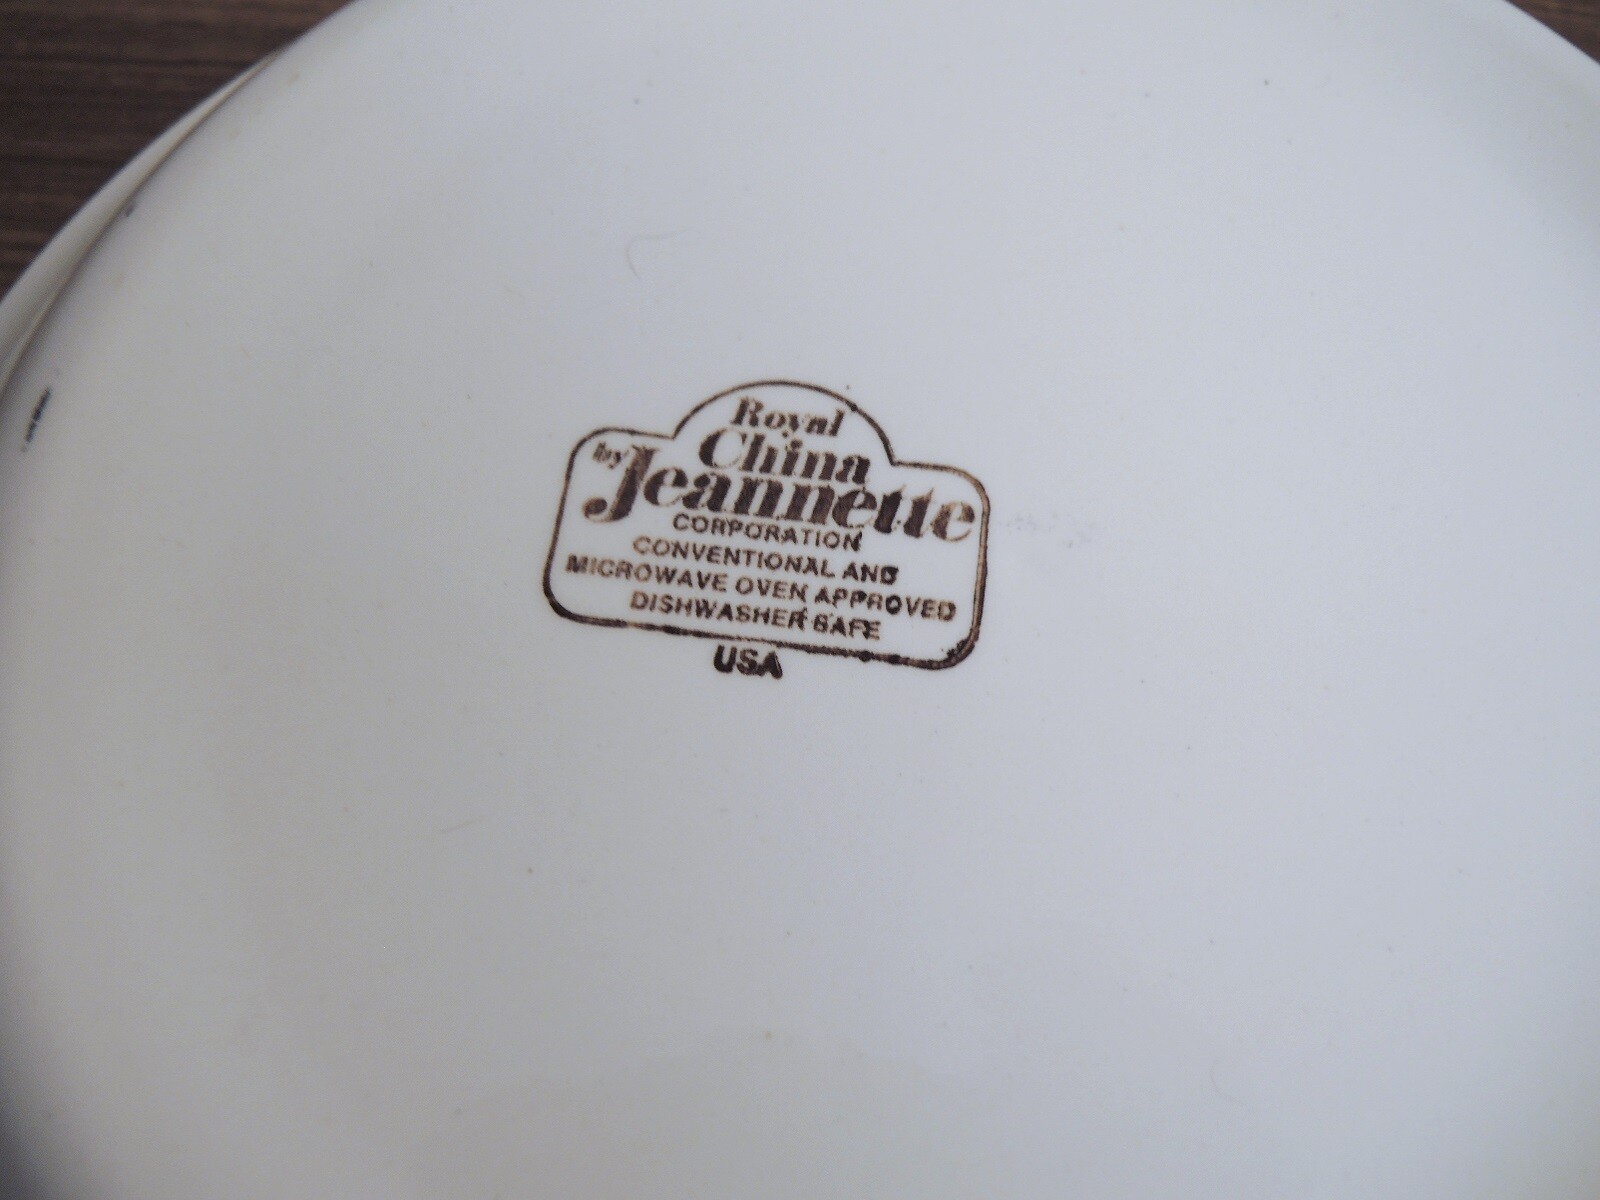 Royal
China
by Jeannette
CORPORATION
CONVENTIONAL AND
MICROWAVE OVEN APPROVED
DISHWASHER SAFE
USA